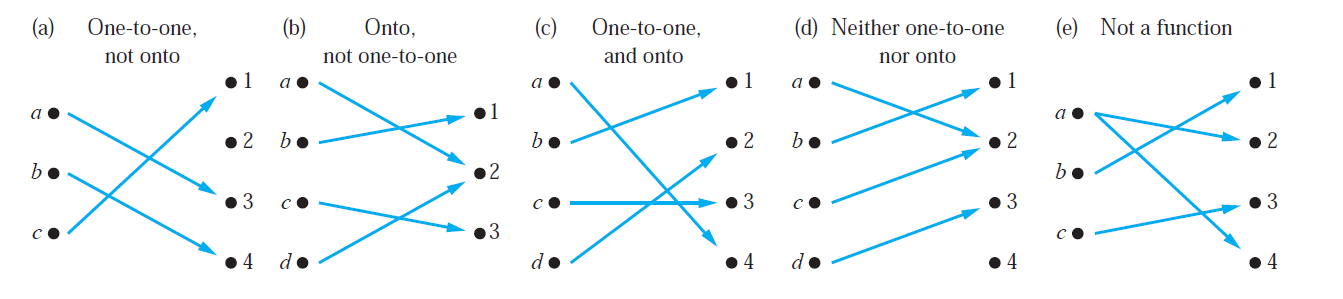 (a) One-to-one,
not onto
a
b
c
1
2
3
4
(b) Onto,
not one-to-one
a
b
c
d
1
2
3
(c) One-to-one,
and onto
a
b
c
d
1
2
3
4
(d) Neither one-to-one
nor onto
a
b
c
d
1
2
3
4
(e) Not a function
a
b
c
1
2
3
4